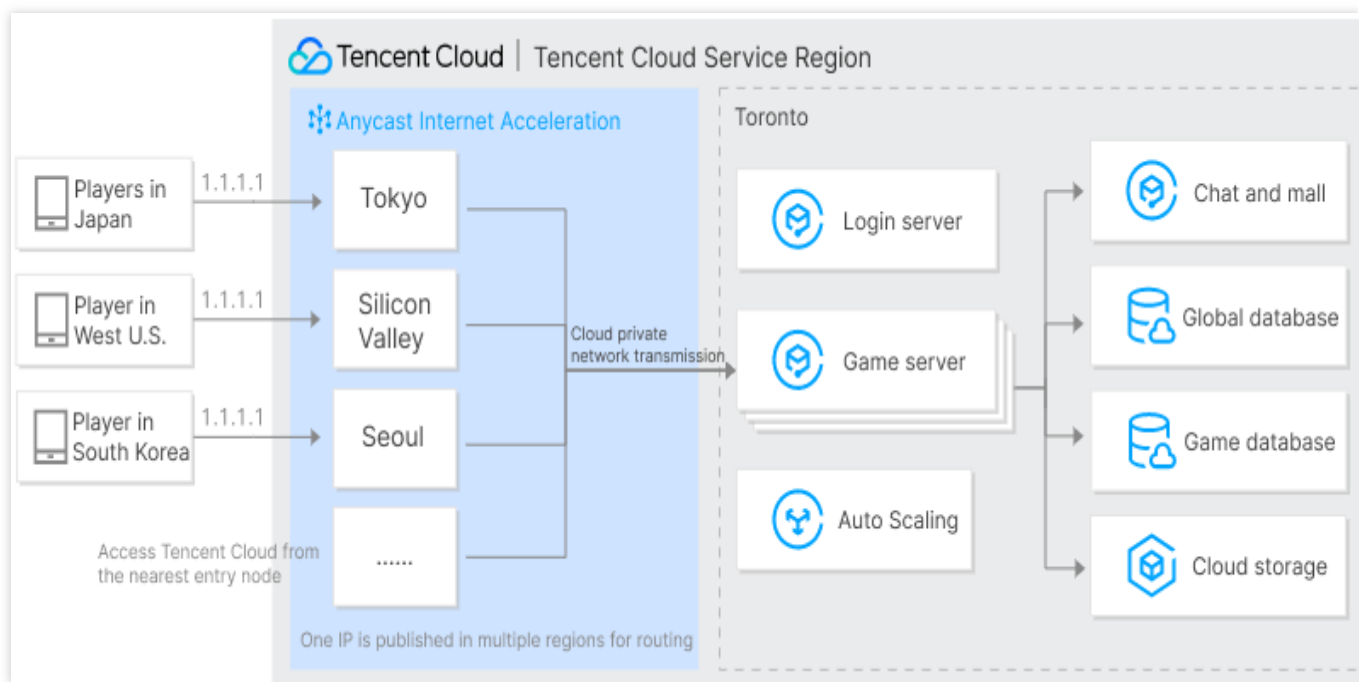 Tencent Cloud | Tencent Cloud Service Region
Anycast Internet Acceleration
Toronto
Players in
Japan
1.1.1.1
Tokyo
Player in
West U.S.
1.1.1.1
Silicon
Valley
Player in
South Korea
1.1.1.1
Seoul
Access Tencent Cloud from
the nearest entry node
......
One IP is published in multiple regions for routing
Cloud private
network transmission
Login server
Game server
Auto Scaling
Chat and mall
Global database
Game database
Cloud storage